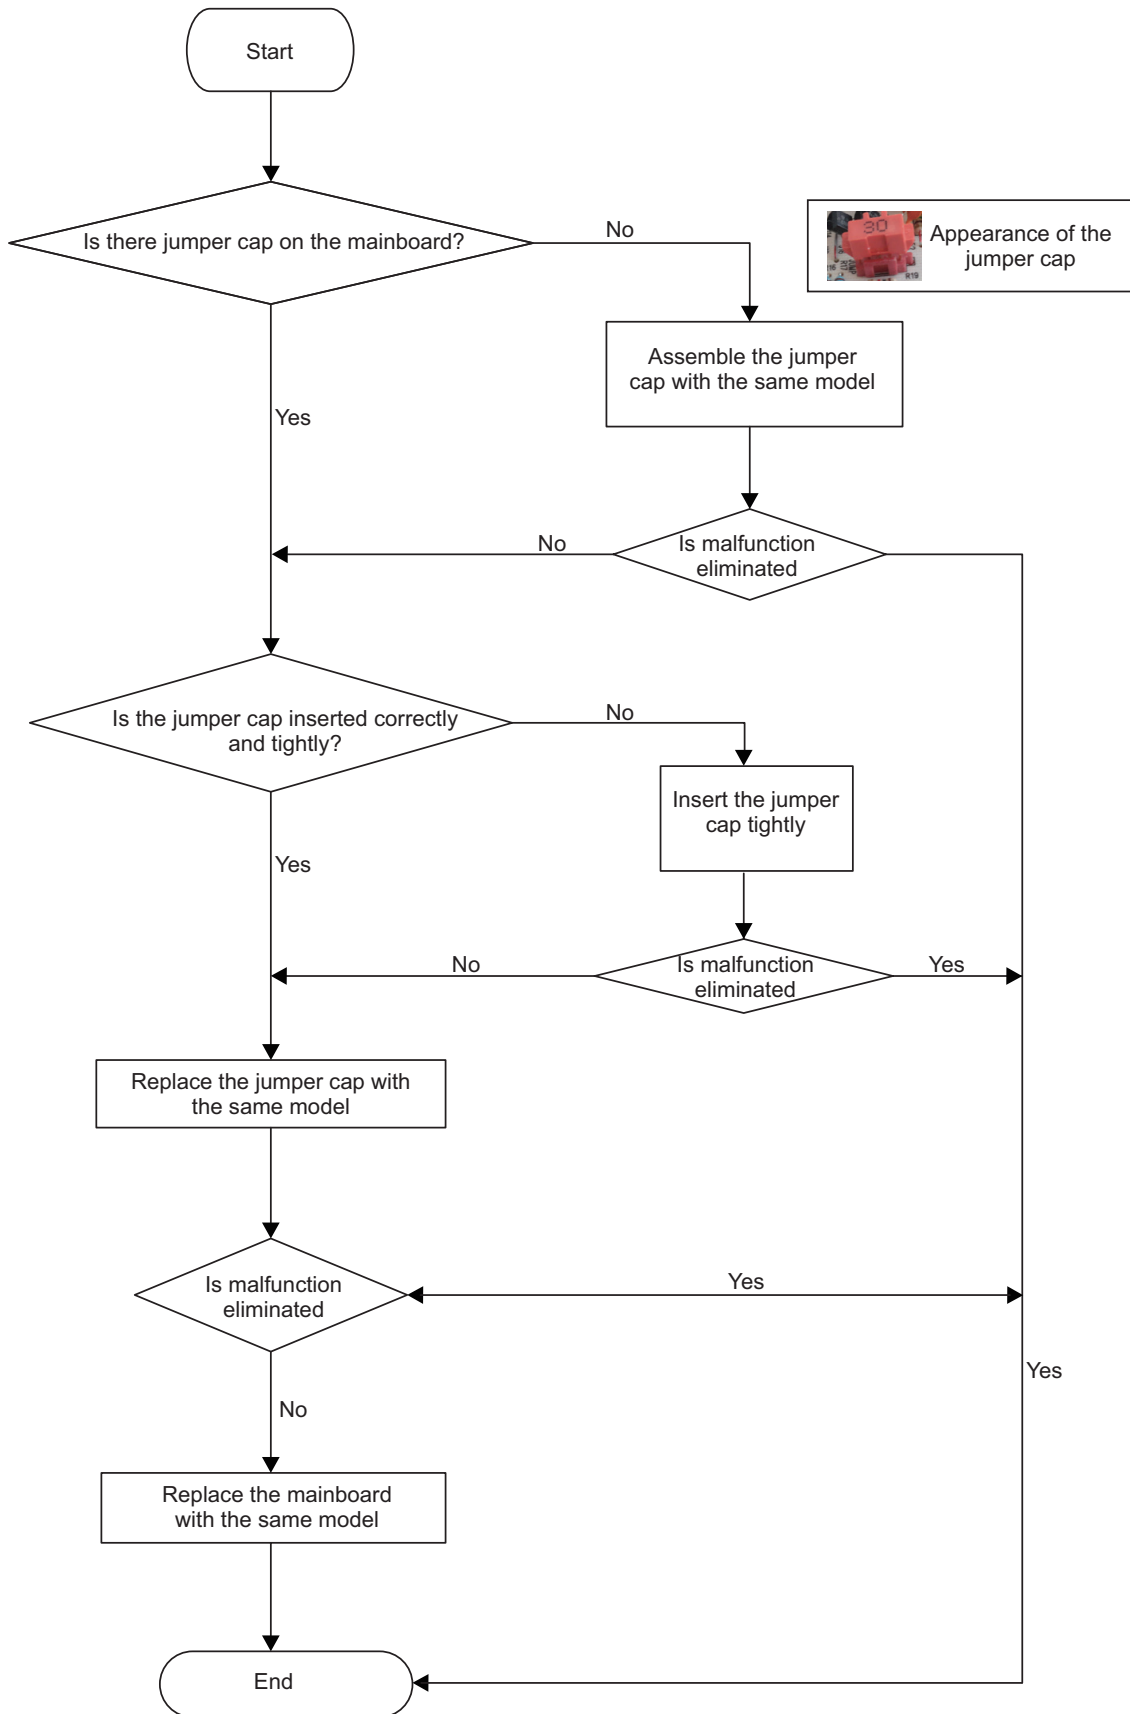 Start
Is there jumper cap on the mainboard?
No
30
R19
Appearance of the
jumper cap
Assemble the jumper
cap with the same model
Yes
No
Is malfunction
eliminated
Is the jumper cap inserted correctly
and tightly?
No
Insert the jumper
cap tightly
Yes
No
Is malfunction
eliminated
Yes
Replace the jumper cap with
the same model
Is malfunction
eliminated
Yes
Yes
No
Replace the mainboard
with the same model
End